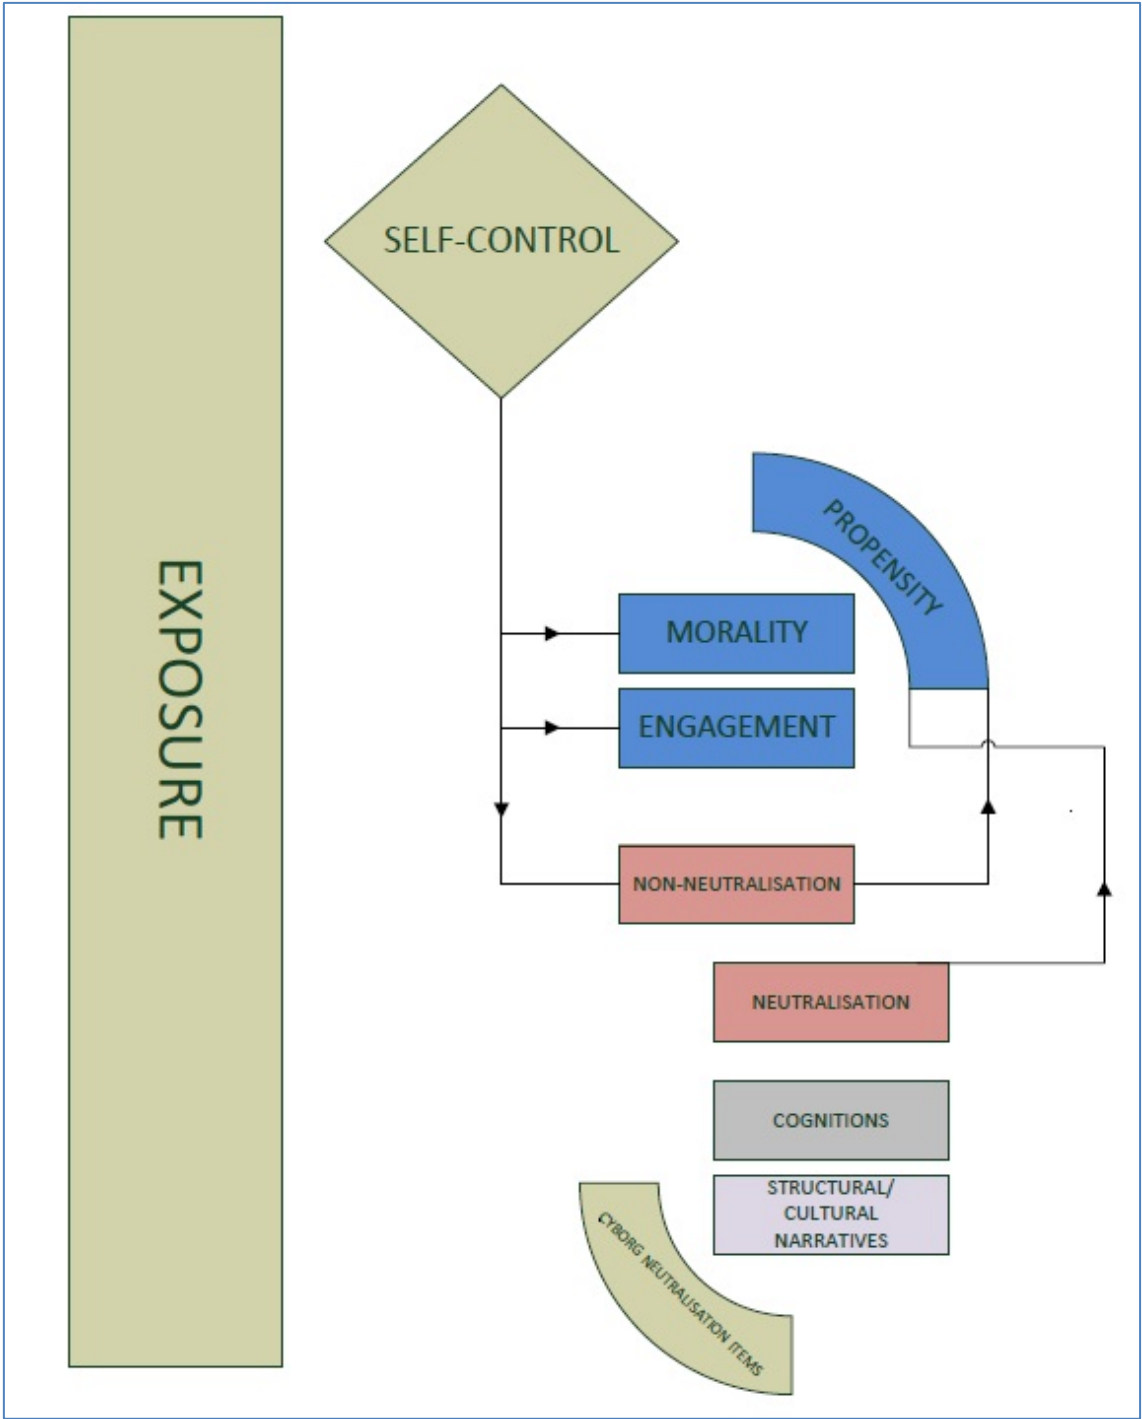 EXPOSURE
SELF-CONTROL
PROPENSITY
MORALITY
ENGAGEMENT
NON-NEUTRALISATION
NEUTRALISATION
COGNITIONS
STRUCTURAL/
CULTURAL
NARRATIVES
CYBORG NEUTRALISATION ITEMS